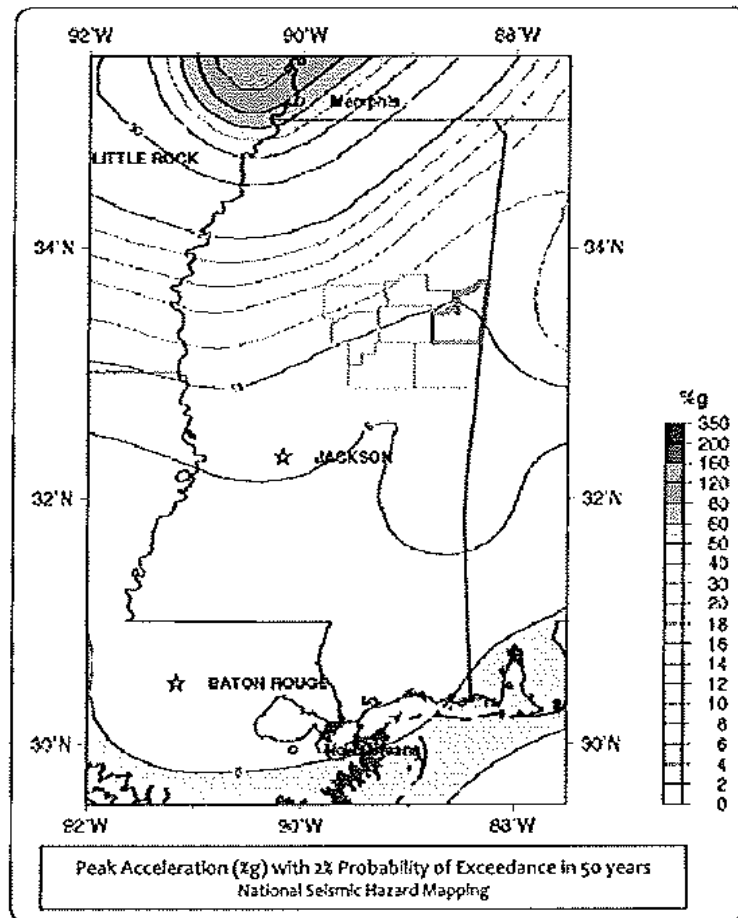 92°W 90°W 88°W
Memphis
LITTLE ROCK
34°N 34°N
%g
350
200
JACKSON 160
120
32°N 32°N 80
60
50
40
30
20
18
16
14
BATON ROUGE 12
10
8
30°N New Orleans 30°N 6
4
2
0
92°W 90°W 88°W
Peak Acceleration (%g) with 2% Probability of Exceedance in 50 years
National Seismic Hazard Mapping